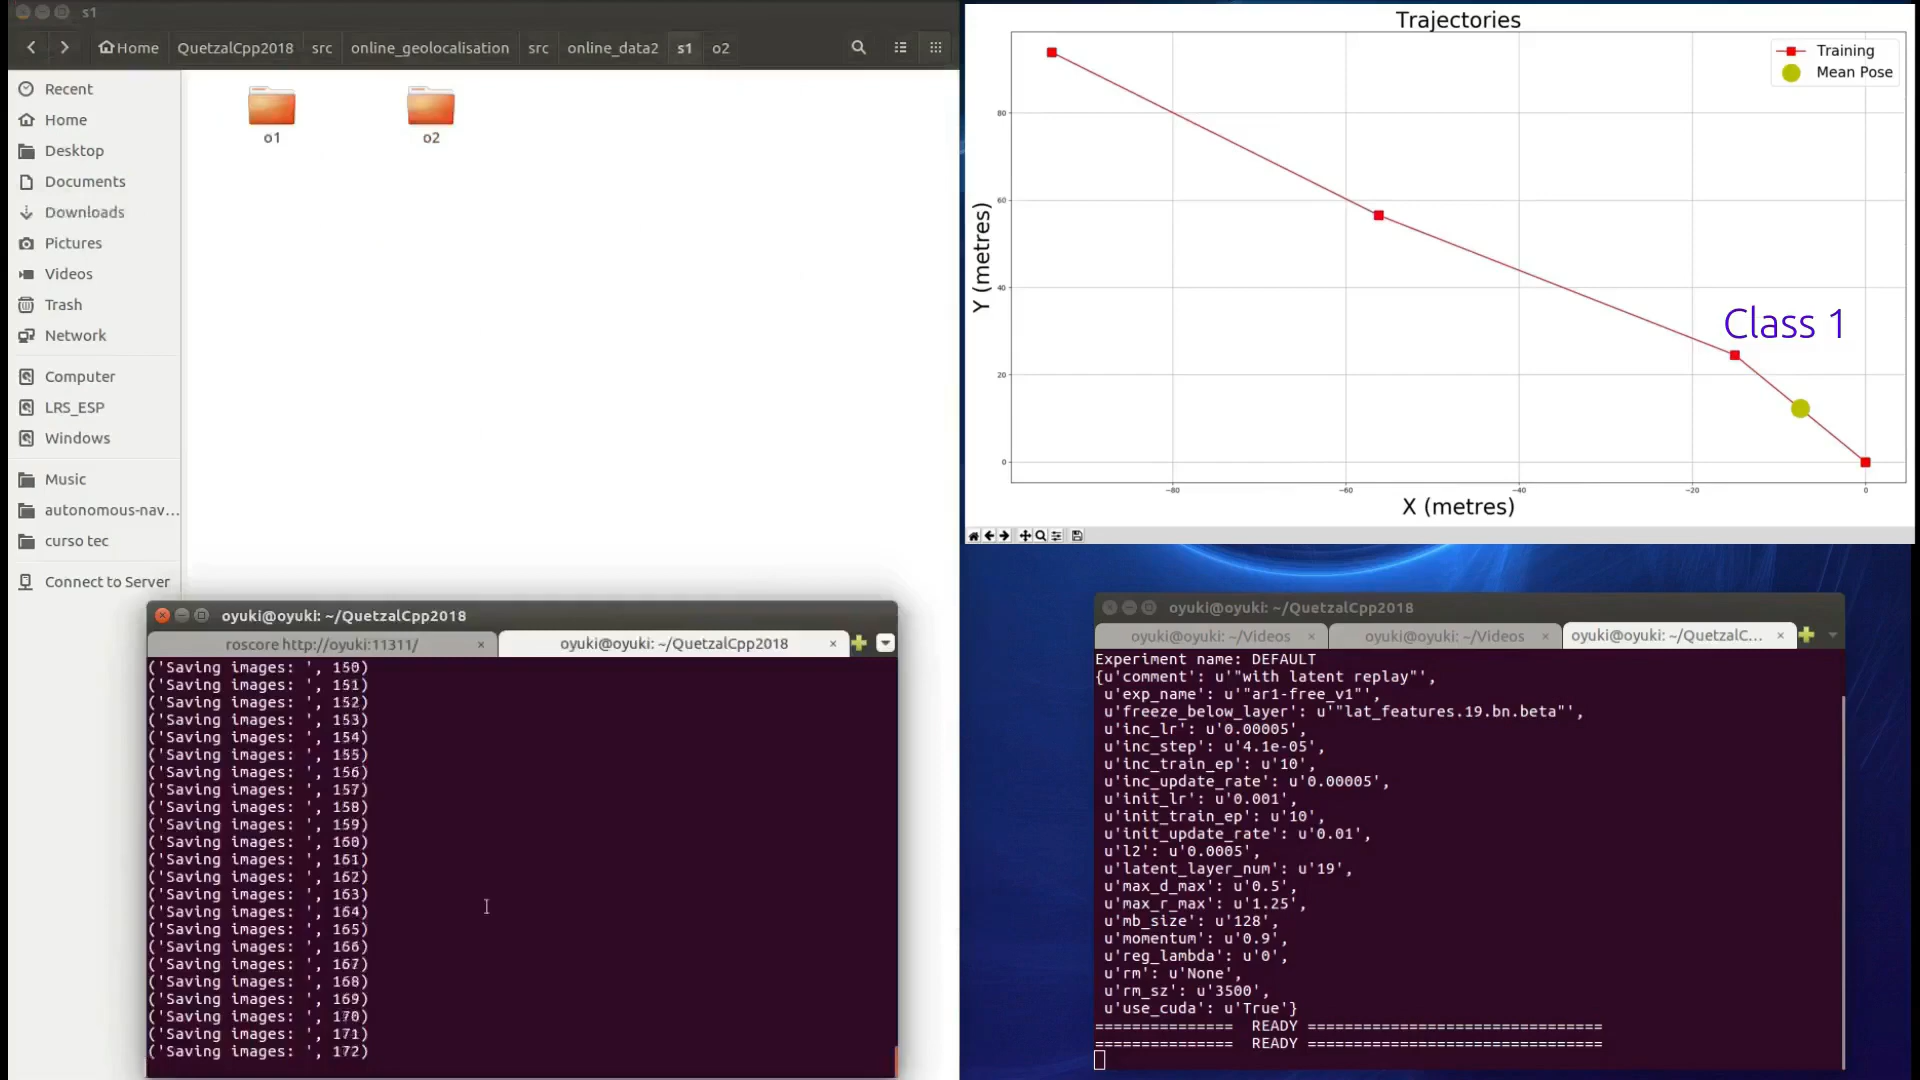 s1
Home QuetzalCpp2018 src online_geolocalisation src online_data2 s1 o2
Recent
Home
Desktop
Documents
Downloads
Pictures
Videos
Trash
Network
Computer
LRS_ESP
Windows
Music
autonomous-nav...
curso tec
Connect to Server
o1
o2
Trajectories
Training
Mean Pose
Class 1
Y (metres)
80
60
40
20
0
−80
−60
−40
−20
0
X (metres)
oyuki@oyuki: ~/QuetzalCpp2018
roscore http://oyuki:11311/
oyuki@oyuki: ~/QuetzalCpp2018
('Saving images: ', 150)
('Saving images: ', 151)
('Saving images: ', 152)
('Saving images: ', 153)
('Saving images: ', 154)
('Saving images: ', 155)
('Saving images: ', 156)
('Saving images: ', 157)
('Saving images: ', 158)
('Saving images: ', 159)
('Saving images: ', 160)
('Saving images: ', 161)
('Saving images: ', 162)
('Saving images: ', 163)
('Saving images: ', 164)
('Saving images: ', 165)
('Saving images: ', 166)
('Saving images: ', 167)
('Saving images: ', 168)
('Saving images: ', 169)
('Saving images: ', 170)
('Saving images: ', 171)
('Saving images: ', 172)
oyuki@oyuki: ~/QuetzalCpp2018
oyuki@oyuki: ~/Videos
oyuki@oyuki: ~/Videos
oyuki@oyuki: ~/QuetzalC...
Experiment name: DEFAULT
{u'comment': u'"with latent replay"',
u'exp_name': u'"ar1-free_v1"',
u'freeze_below_layer': u'"lat_features.19.bn.beta"',
u'inc_lr': u'0.00005',
u'inc_step': u'4.1e-05',
u'inc_train_ep': u'10',
u'inc_update_rate': u'0.00005',
u'init_lr': u'0.001',
u'init_train_ep': u'10',
u'init_update_rate': u'0.01',
u'l2': u'0.0005',
u'latent_layer_num': u'19',
u'max_d_max': u'0.5',
u'max_r_max': u'1.25',
u'mb_size': u'128',
u'momentum': u'0.9',
u'reg_lambda': u'0',
u'rm': u'None',
u'rm_sz': u'3500',
u'use_cuda': u'True'}
=============== READY ================================
=============== READY ================================